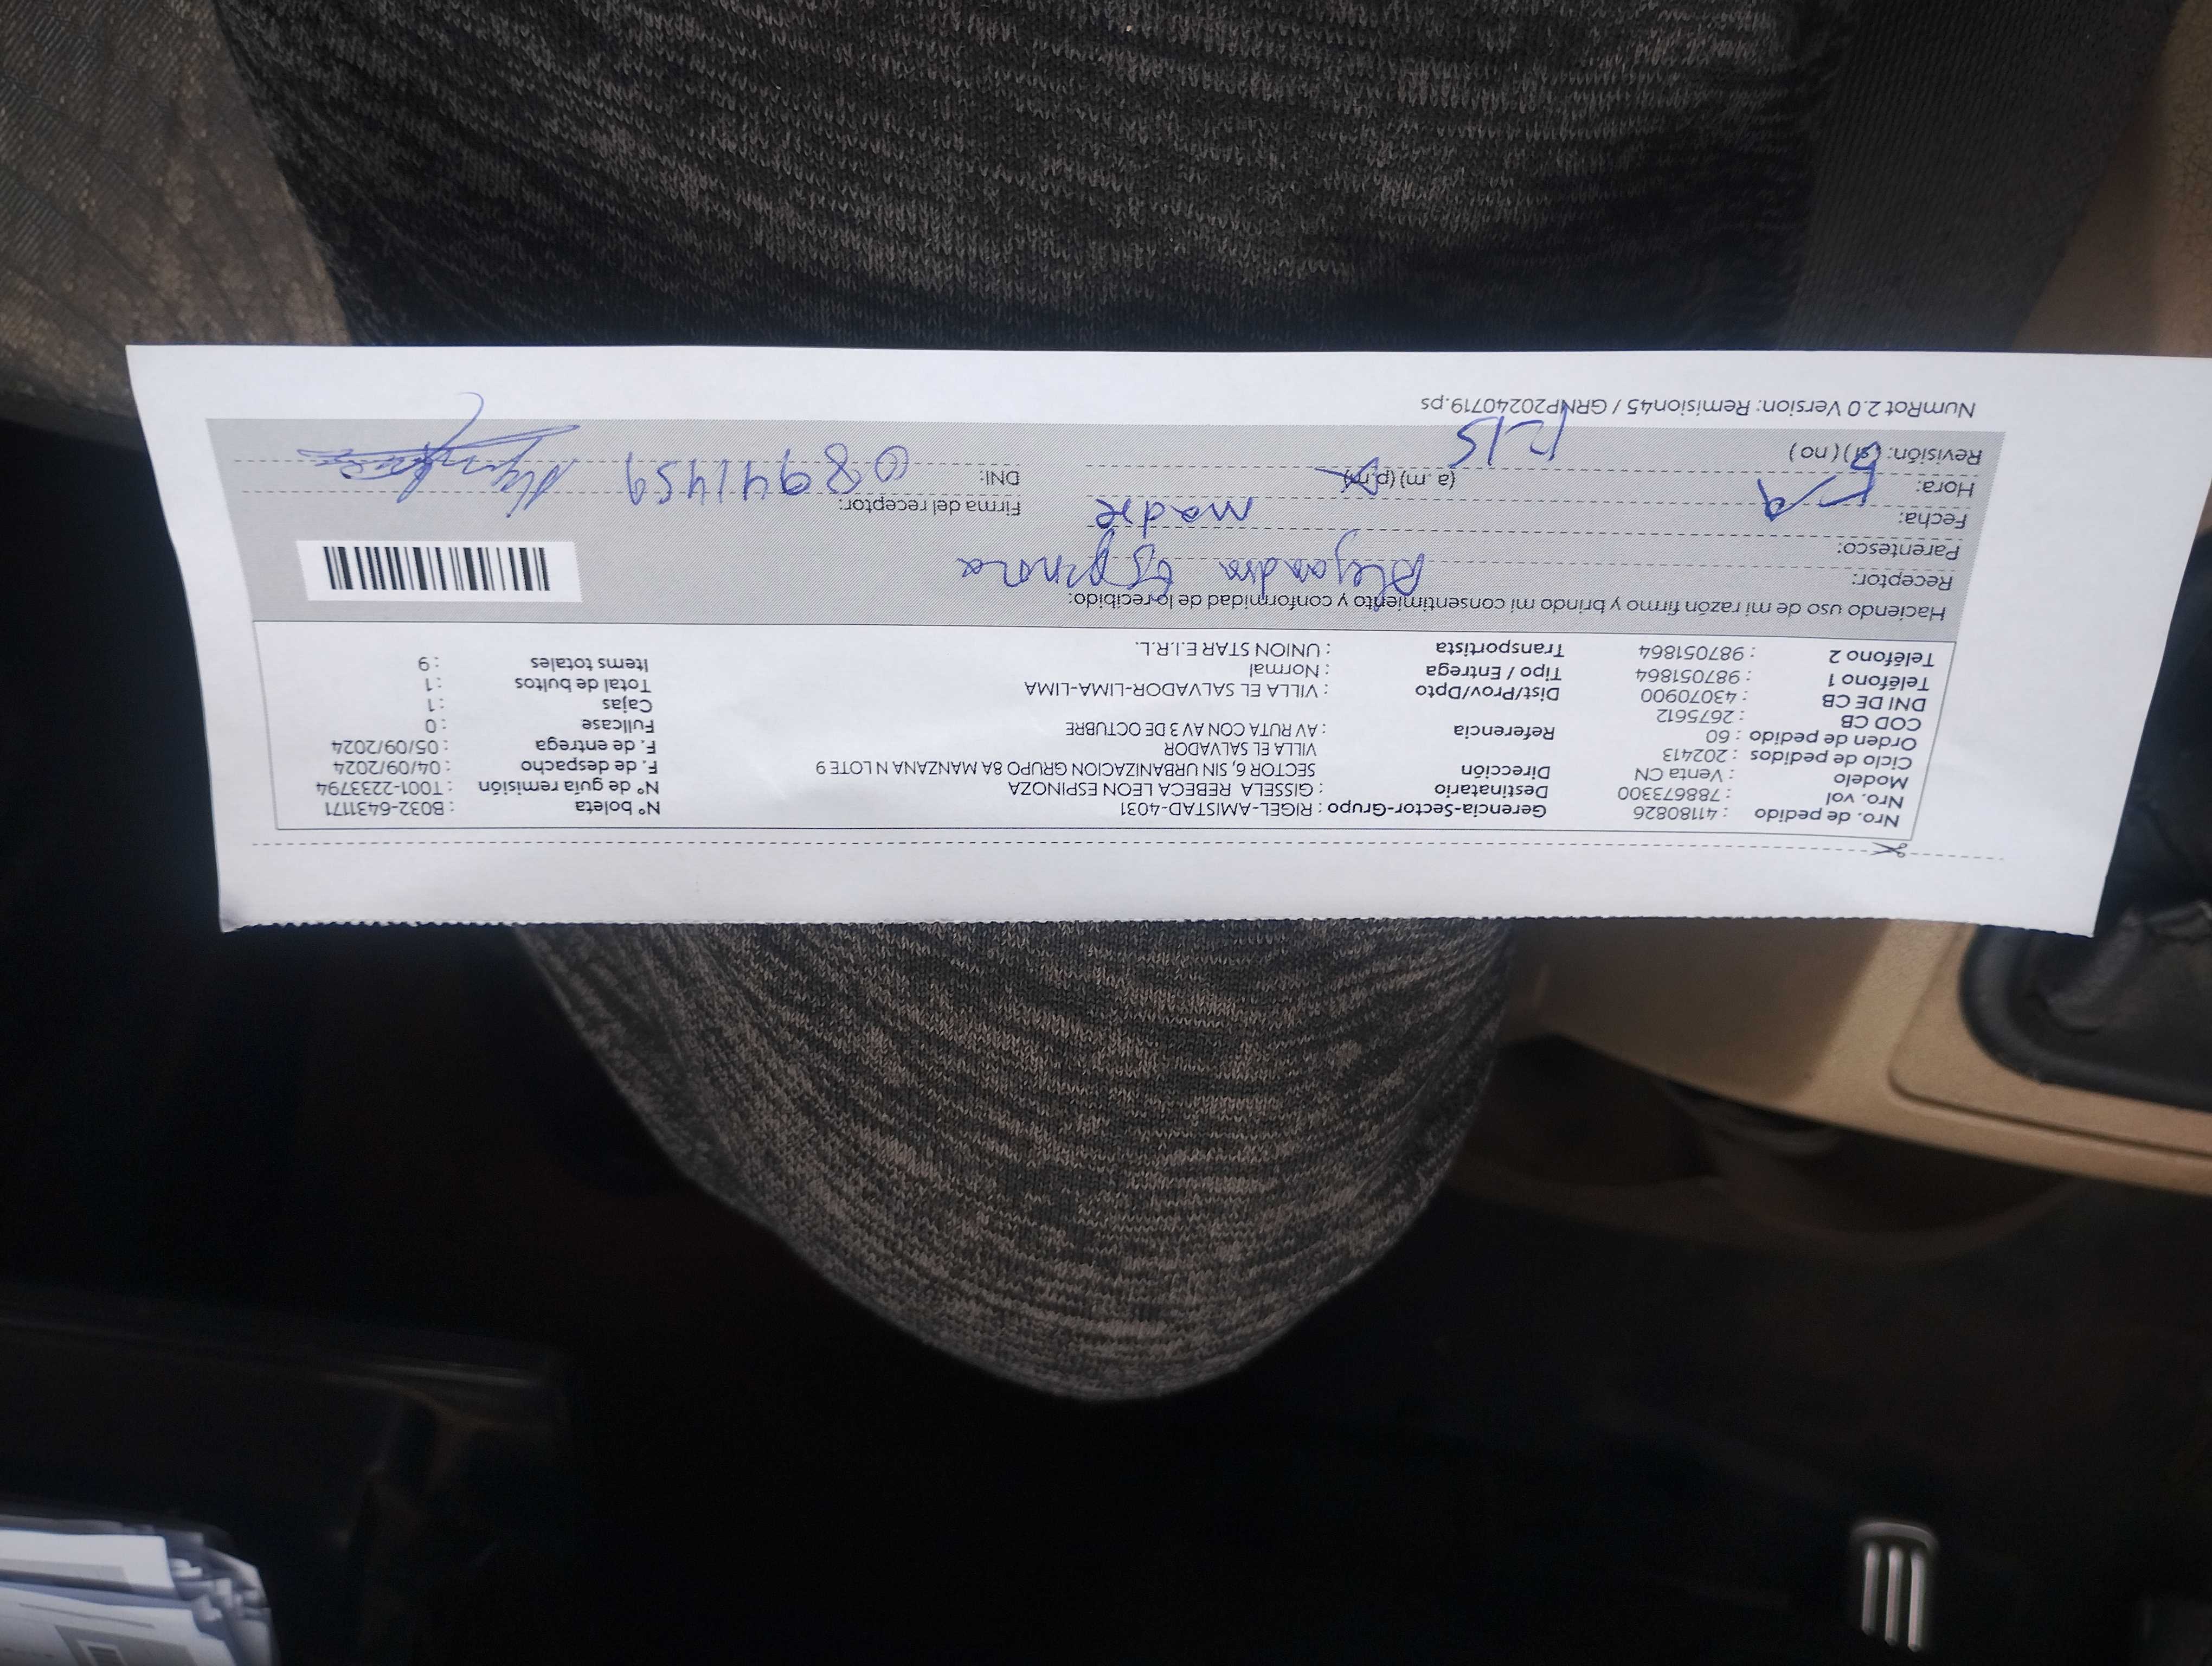 Nro. de pedido : 41180826 Gerencia-Sector-Grupo : RIGEL-AMISTAD-4031 N° boleta : B032-6431171
Nro. vol : 788673300 Destinatario : GISSELA REBECA LEON ESPINOZA N° de guía remisión : T001-2233794
Modelo : Venta CN Dirección SECTOR 6, SIN URBANIZACION GRUPO 8A MANZANA N LOTE 9 F. de despacho : 04/09/2024
Ciclo de pedidos : 202413 VILLA EL SALVADOR F. de entrega : 05/09/2024
Orden de pedido : 60 Referencia : AV RUTA CON AV 3 DE OCTUBRE Fullcase : 0
COD CB : 2675612 Cajas : 1
DNI DE CB : 43070900 Dist/Prov/Dpto : VILLA EL SALVADOR-LIMA-LIMA Total de bultos : 1
Teléfono 1 : 987051864 Tipo / Entrega : Normal Items totales : 9
Teléfono 2 : 987051864 Transportista : UNION STAR E.I.R.L.
Haciendo uso de mi razón firmo y brindo mi consentimiento y conformidad de lo recibido:
Receptor: Alejandra Espinoza
Parentesco: madre
Fecha: Firma del receptor:
Hora: (a .m) (p.m) DNI: 08941459
Revisión: (si) (no) 1-15
NumRot 2.0 Version: Remision45 / GRNP20240719.ps